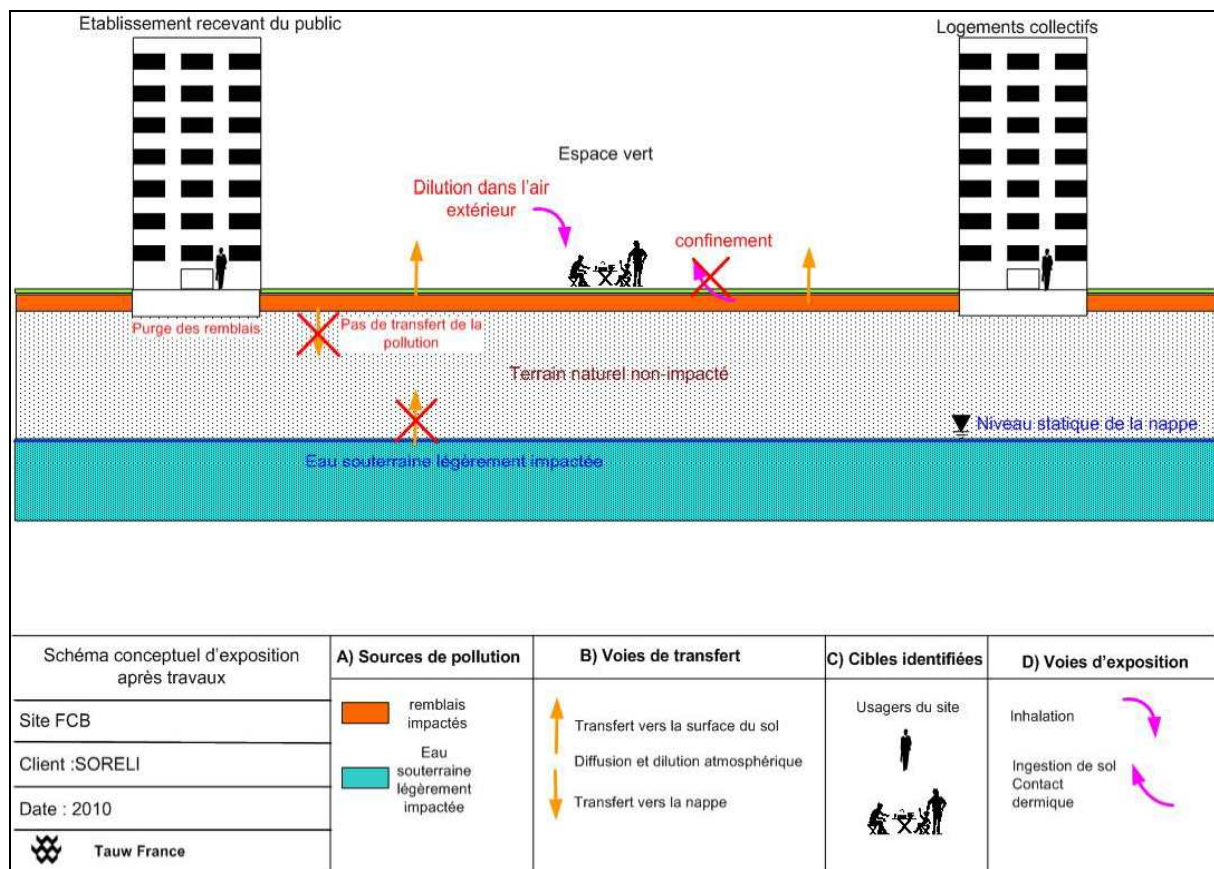 Etablissement recevant du public
Logements collectifs
Espace vert
Dilution dans l'air
extérieur
confinement
Purge des remblais
Pas de transfert de la
pollution
Terrain naturel non-impacté
Niveau statique de la nappe
Eau souterraine légèrement impactée
Schéma conceptuel d'exposition
après travaux
Site FCB
Client :SORELI
Date : 2010
Tauw France
A) Sources de pollution
remblais
impactés
Eau
souterraine
légèrement
impactée
B) Voies de transfert
Transfert vers la surface du sol
Diffusion et dilution atmosphérique
Transfert vers la nappe
C) Cibles identifiées
Usagers du site
D) Voies d'exposition
Inhalation
Ingestion de sol
Contact
dermique